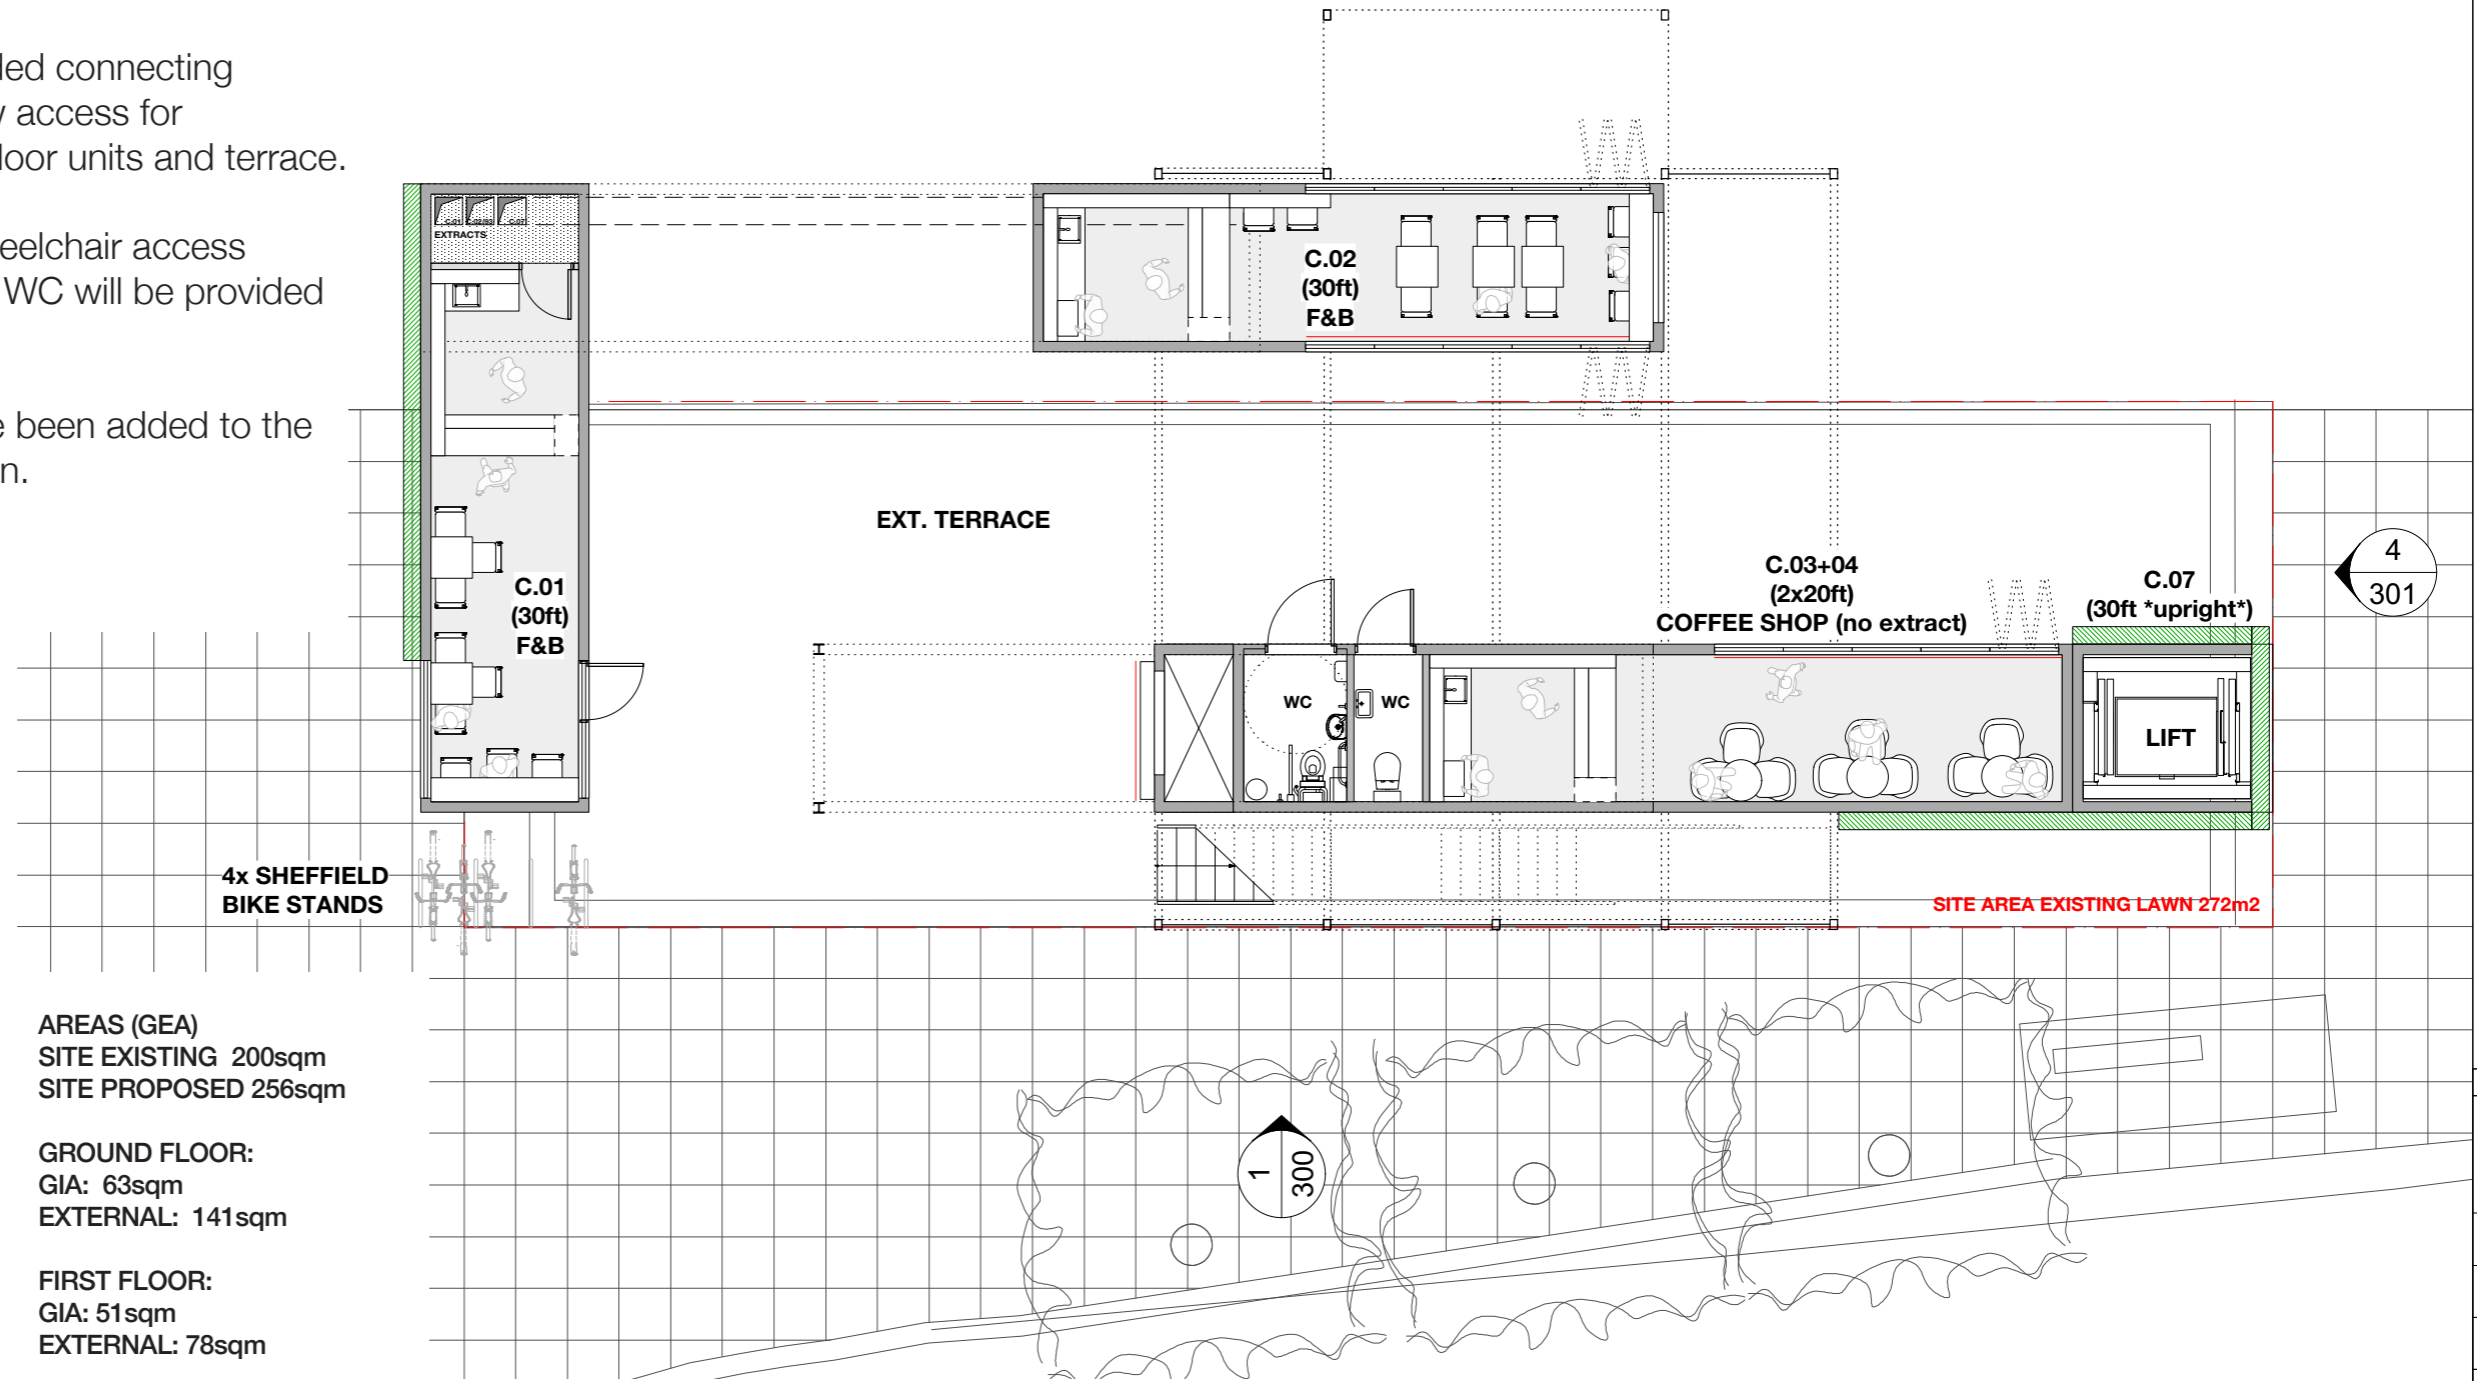 led connecting
access for
loor units and terrace.
eelchair access
WC will be provided
been added to the
n.
C.01
C.07
EXTRACTS
C.02
(30ft)
F&B
EXT. TERRACE
C.01
(30ft)
F&B
C.03+04
(2x20ft)
COFFEE SHOP (no extract)
C.07
(30ft *upright*)
4
301
WC
WC
LIFT
4x SHEFFIELD
BIKE STANDS
SITE AREA EXISTING LAWN 272m2
AREAS (GEA)
SITE EXISTING 200sqm
SITE PROPOSED 256sqm
GROUND FLOOR:
GIA: 63sqm
EXTERNAL: 141sqm
FIRST FLOOR:
GIA: 51sqm
EXTERNAL: 78sqm
1
300